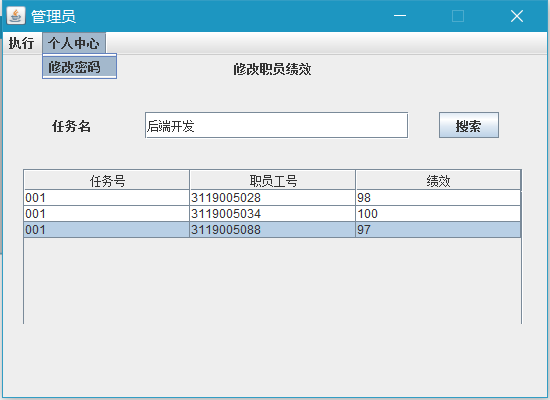 管理员
执行 个人中心
修改密码
修改职员绩效
任务名 后端开发 搜索
任务号 职员工号 绩效
001 3119005028 98
001 3119005034 100
001 3119005088 97